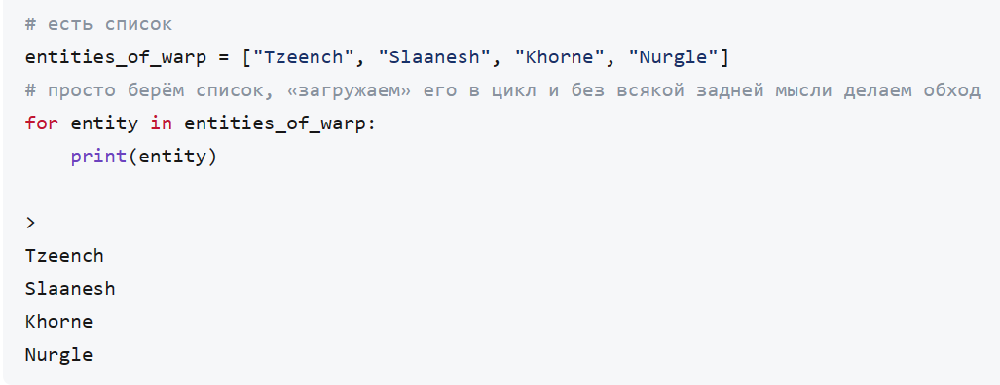 # есть список
entities_of_warp = ["Tzeench", "Slaanesh", "Khorne", "Nurgle"]
# просто берём список, «загружаем» его в цикл и без всякой задней мысли делаем обход
for entity in entities_of_warp:
    print(entity)
>
Tzeench
Slaanesh
Khorne
Nurgle